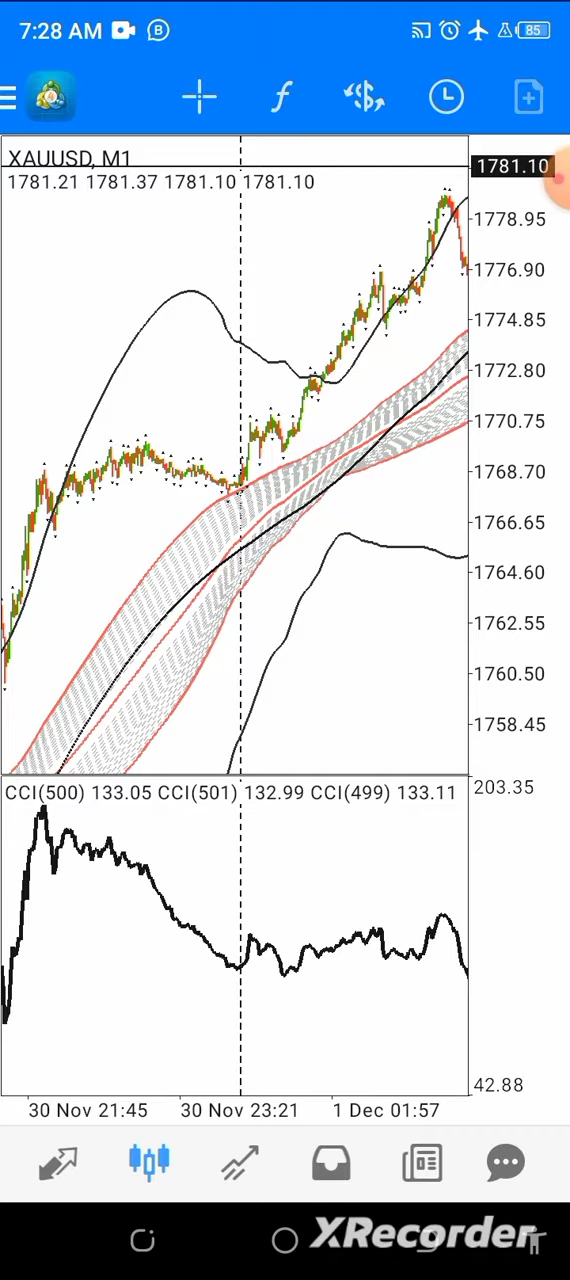 7:28 AM
85
XAUUSD, M1
1781.10
1781.21 1781.37 1781.10 1781.10
1778.95
1776.90
1774.85
1772.80
1770.75
1768.70
1766.65
1764.60
1762.55
1760.50
1758.45
CCI(500) 133.05 CCI(501) 132.99 CCI(499) 133.11
203.35
42.88
30 Nov 21:45
30 Nov 23:21
1 Dec 01:57
XRecorder